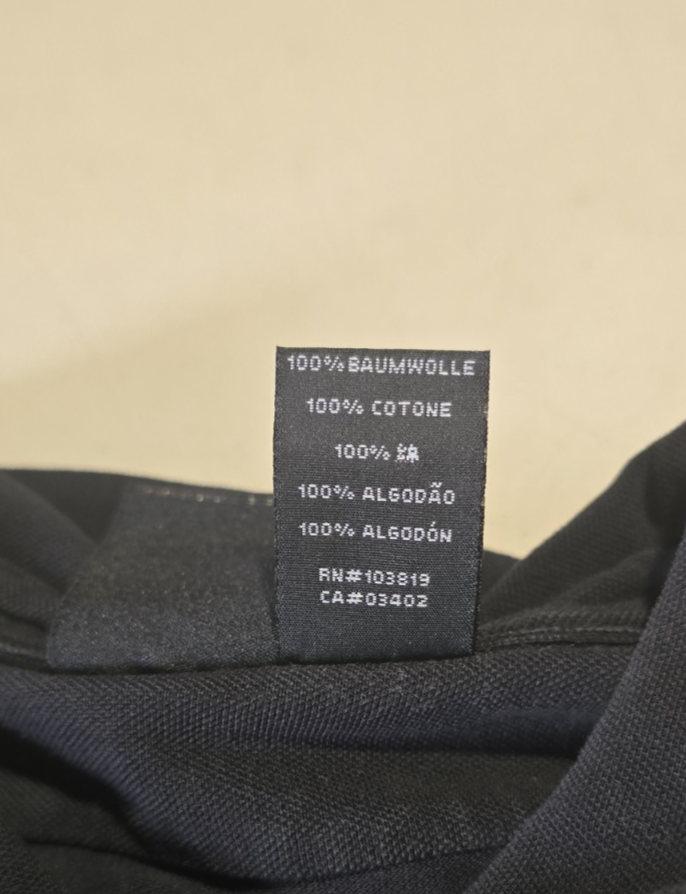 100% BAUMWOLLE
100% COTONE
100% 綿
100% ALGODÃO
100% ALGODÓN
RN#103819
CA#03402